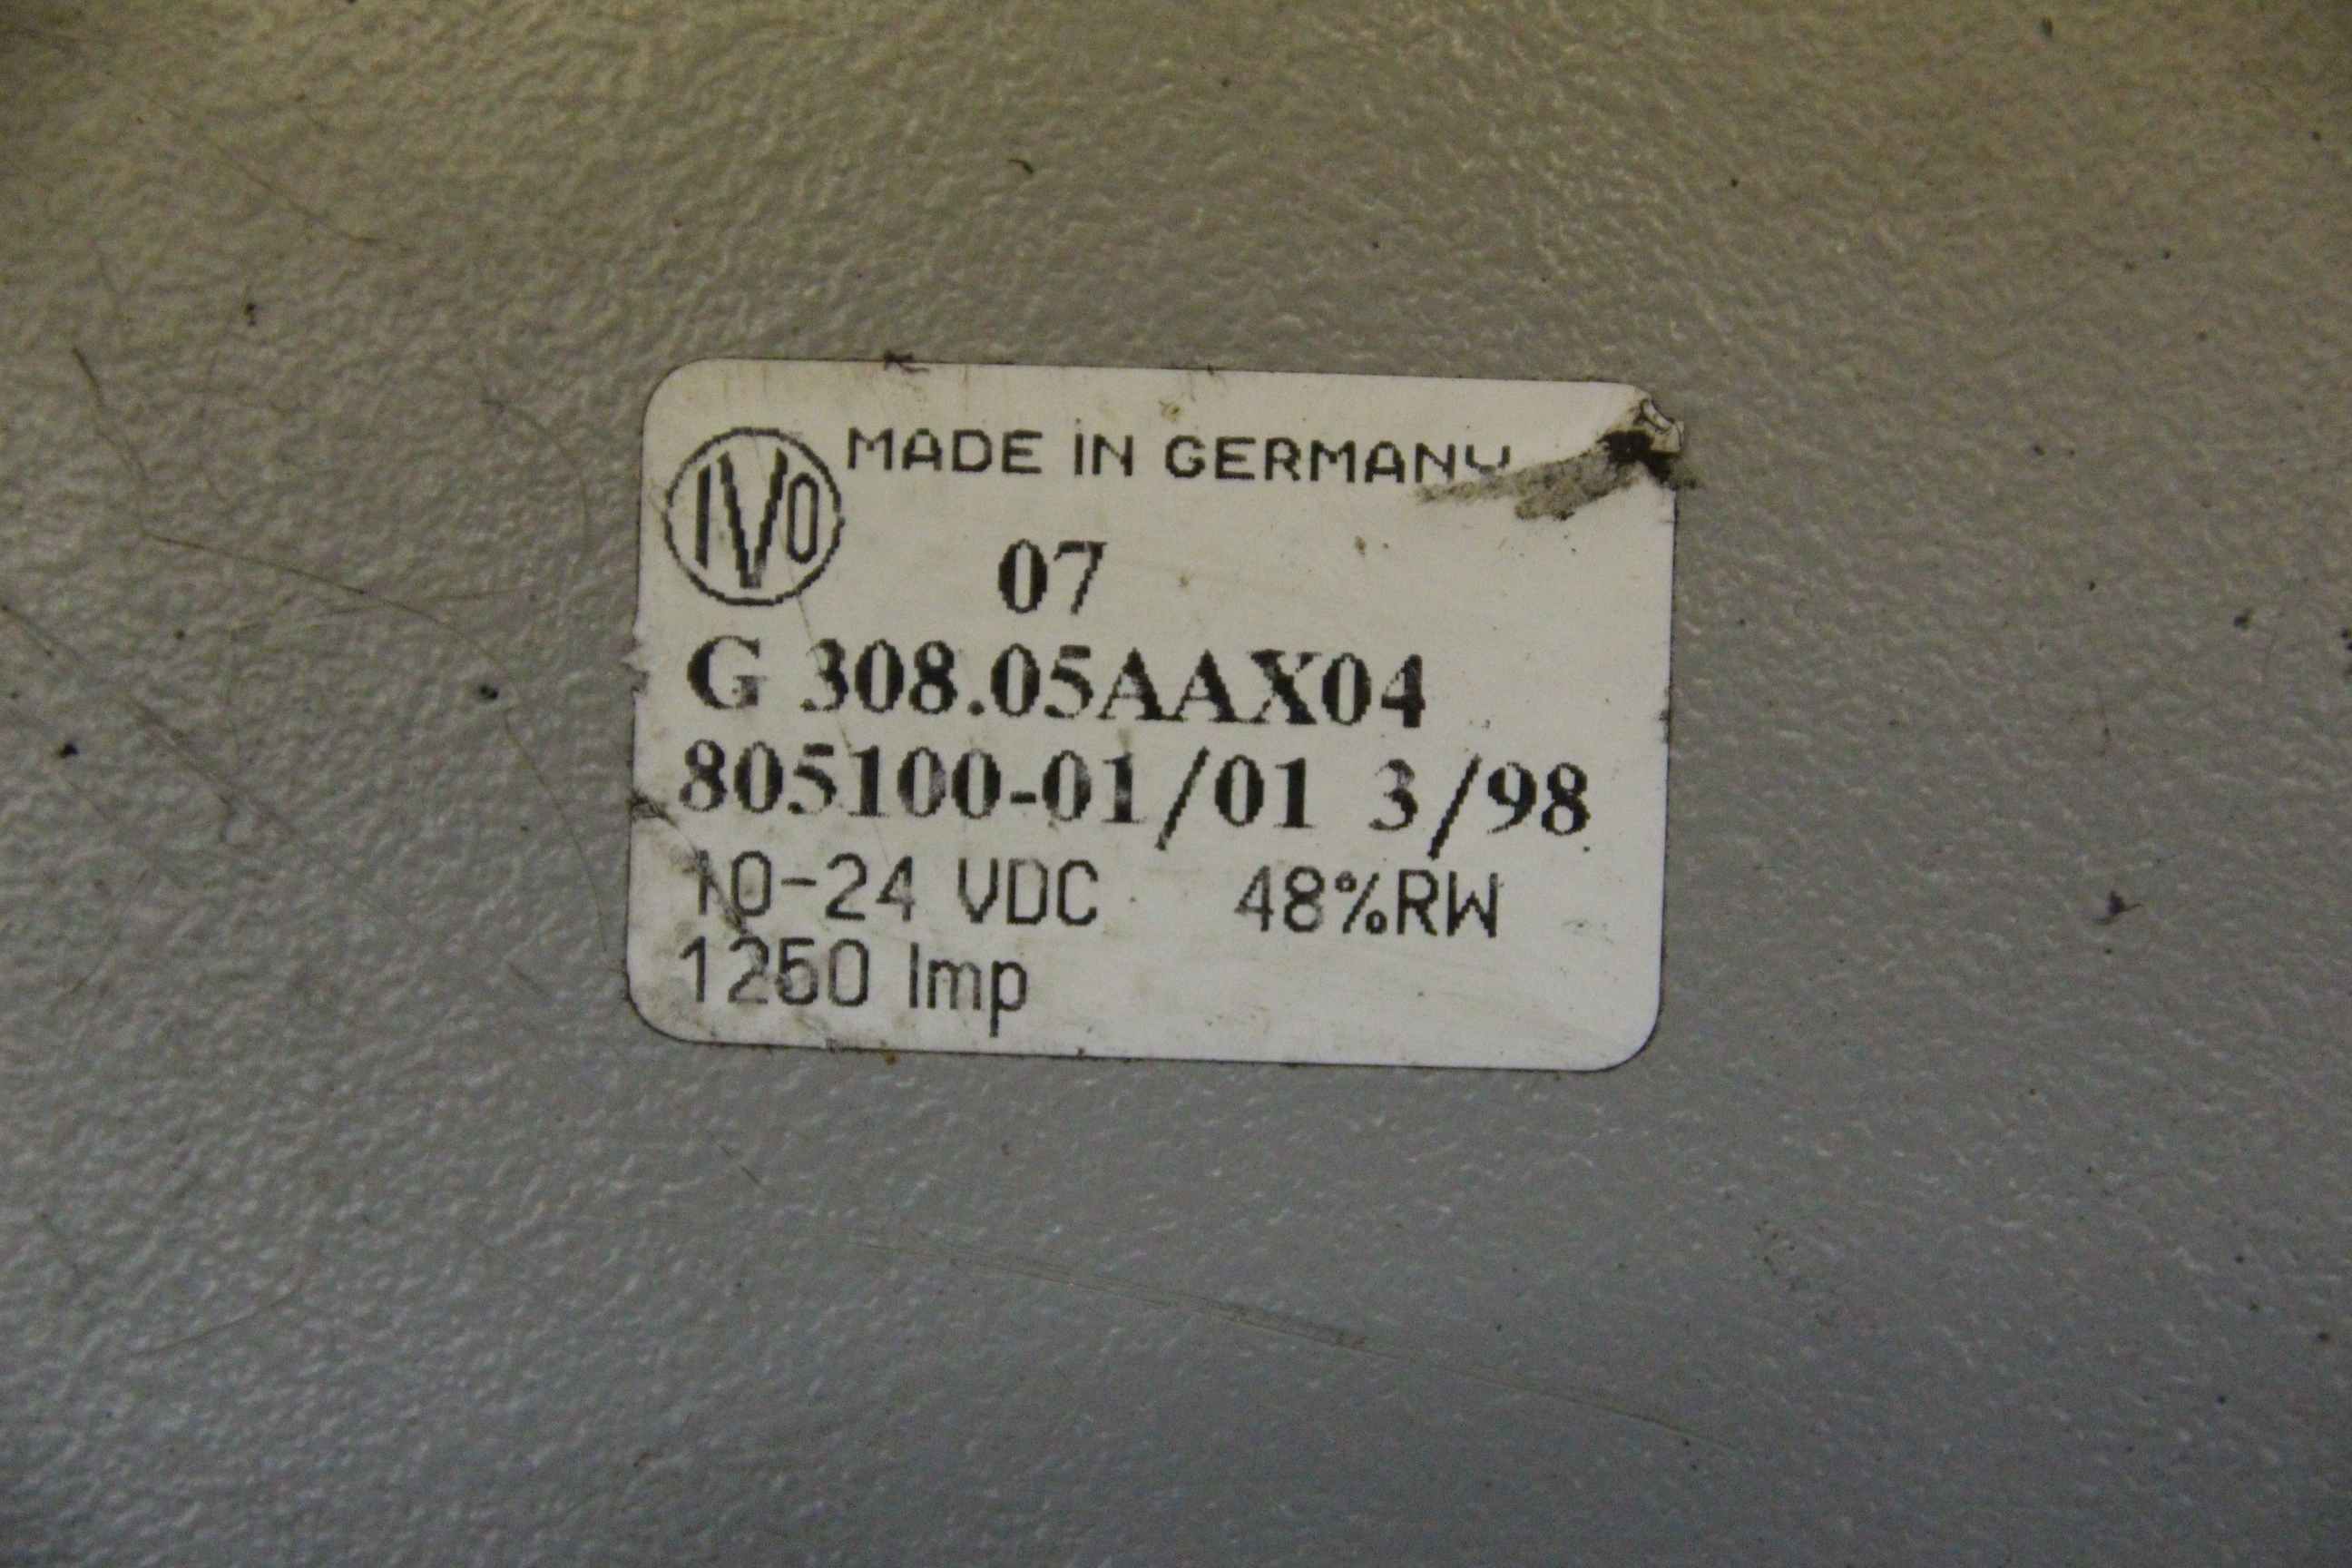 IVO MADE IN GERMANY
07
G 308.05AAX04
805100-01/01 3/98
10-24 VDC 48%RW
1250 Imp